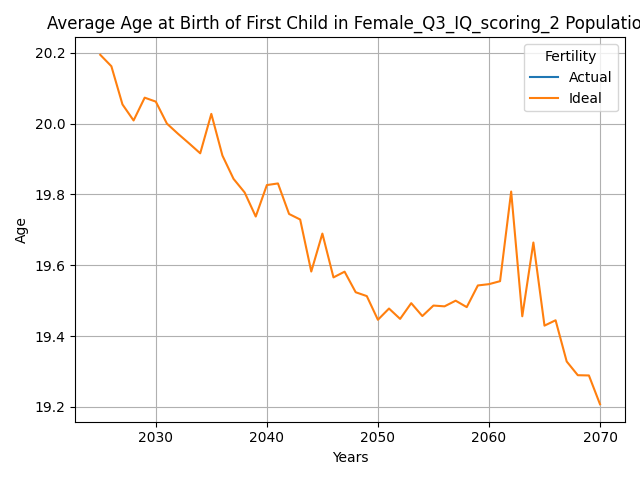 Average Age at Birth of First Child in Female_Q3_IQ_scoring_2 Populatio
Fertility
Actual
Ideal
Age
20.2
20.0
19.8
19.6
19.4
19.2
2030 2040 2050 2060 2070
Years